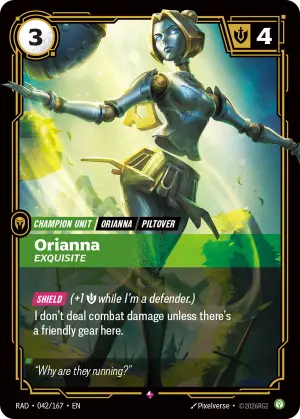 3
4
CHAMPION UNIT / ORIANNA / PILTOVER
Orianna
EXQUISITE
SHIELD (+1 while I'm a defender.)
I don't deal combat damage unless there's
a friendly gear here.
"Why are they running?"
RAD • 042/167 • EN
Pixelverse • ©2026RGI